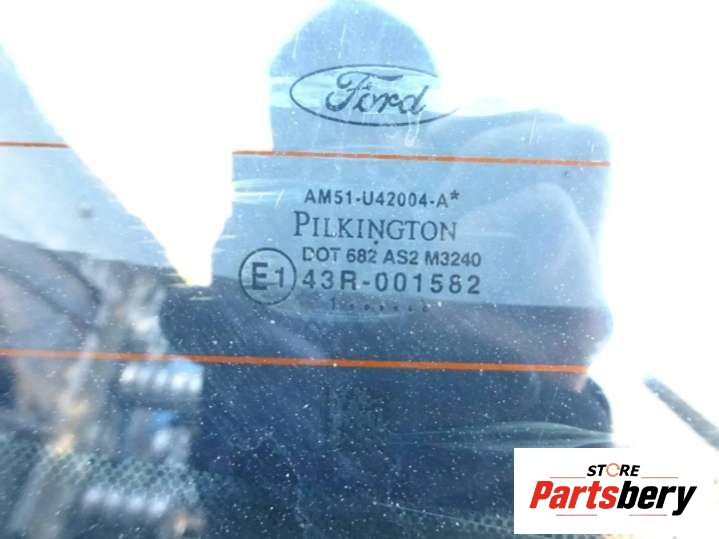 Ford
AM51-U42004-A*
PILKINGTON
DOT 682 AS2 M3240
E1 43R-001582
STORE
Partsbery